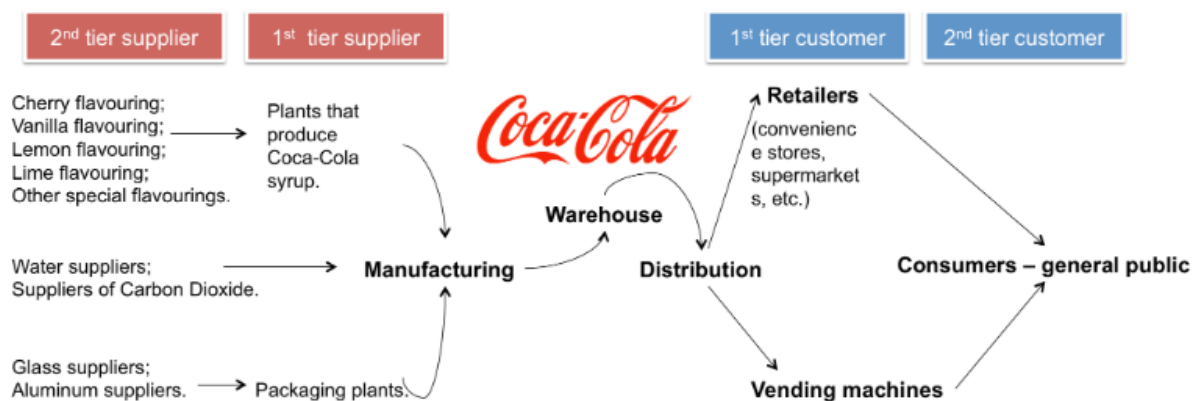 2nd tier supplier
1st tier supplier
1st tier customer
2nd tier customer
Cherry flavouring;
Vanilla flavouring;
Lemon flavouring;
Lime flavouring;
Other special flavourings.
Plants that
produce
Coca-Cola
syrup.
Coca-Cola
Retailers
(convenienc
e stores,
supermarket
s, etc.)
Warehouse
Water suppliers;
Suppliers of Carbon Dioxide.
Manufacturing
Distribution
Consumers – general public
Glass suppliers;
Aluminum suppliers.
Packaging plants.
Vending machines